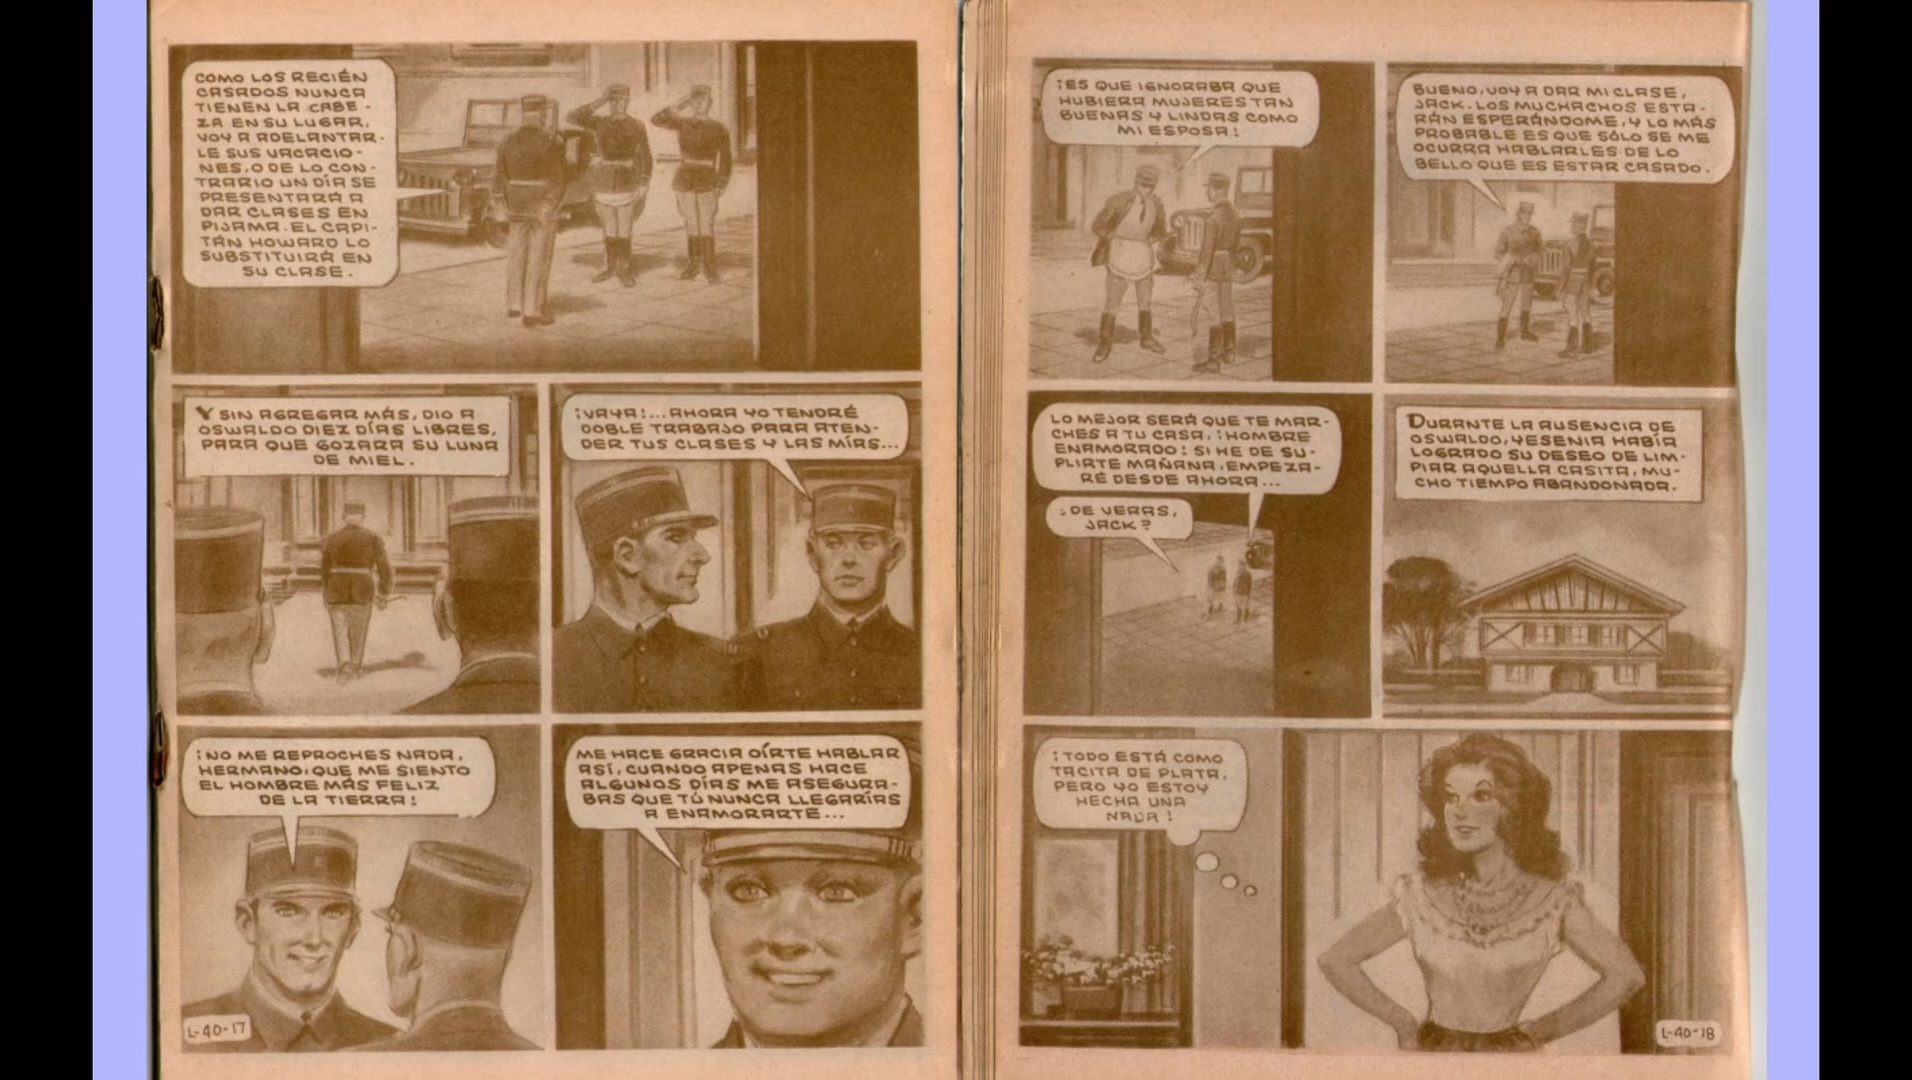 COMO LOS RECIÉN
CASADOS NUNCA
TIENEN LA CABE-
ZA EN SU LUGAR,
VOY A ADELANTAR-
LE SUS VACACIO-
NES, O DE LO CON-
TRARIO UN DÍA SE
PRESENTARÁ A
DAR CLASES EN
PIJAMA. EL CAPI-
TÁN HOWARD LO
SUBSTITUIRÁ EN
SU CLASE.
Y SIN AGREGAR MÁS, DIO A
OSWALDO DIEZ DÍAS LIBRES,
PARA QUE GOZARA SU LUNA
DE MIEL.
¡VAYA!...AHORA YO TENDRÉ
DOBLE TRABAJO PARA ATEN-
DER TUS CLASES Y LAS MÍAS...
¡NO ME REPROCHES NADA,
HERMANO, QUE ME SIENTO
EL HOMBRE MÁS FELIZ
DE LA TIERRA!
ME HACE GRACIA OÍRTE HABLAR
ASÍ, CUANDO APENAS HACE
ALGUNOS DÍAS ME ASEGURA-
BAS QUE TÚ NUNCA LLEGARÍAS
A ENAMORARTE...
L-40-17
¡ES QUE IGNORABA QUE
HUBIERA MUJERES TAN
BUENAS Y LINDAS COMO
MI ESPOSA!
BUENO, VOY A DAR MI CLASE,
JACK. LOS MUCHACHOS ESTA-
RÁN ESPERÁNDOME, Y LO MÁS
PROBABLE ES QUE SÓLO SE ME
OCURRA HABLARLES DE LO
BELLO QUE ES ESTAR CASADO.
LO MEJOR SERÁ QUE TE MAR-
CHES A TU CASA, ¡HOMBRE
ENAMORADO! SI HE DE SU-
PLIRTE MAÑANA, EMPEZA-
RÉ DESDE AHORA...
¿DE VERAS,
JACK?
DURANTE LA AUSENCIA DE
OSWALDO, YESENIA HABÍA
LOGRADO SU DESEO DE LIM-
PIAR AQUELLA CASITA, MU-
CHO TIEMPO ABANDONADA.
¡TODO ESTÁ COMO
TACITA DE PLATA,
PERO YO ESTOY
HECHA UNA
NADA!
L-40-18